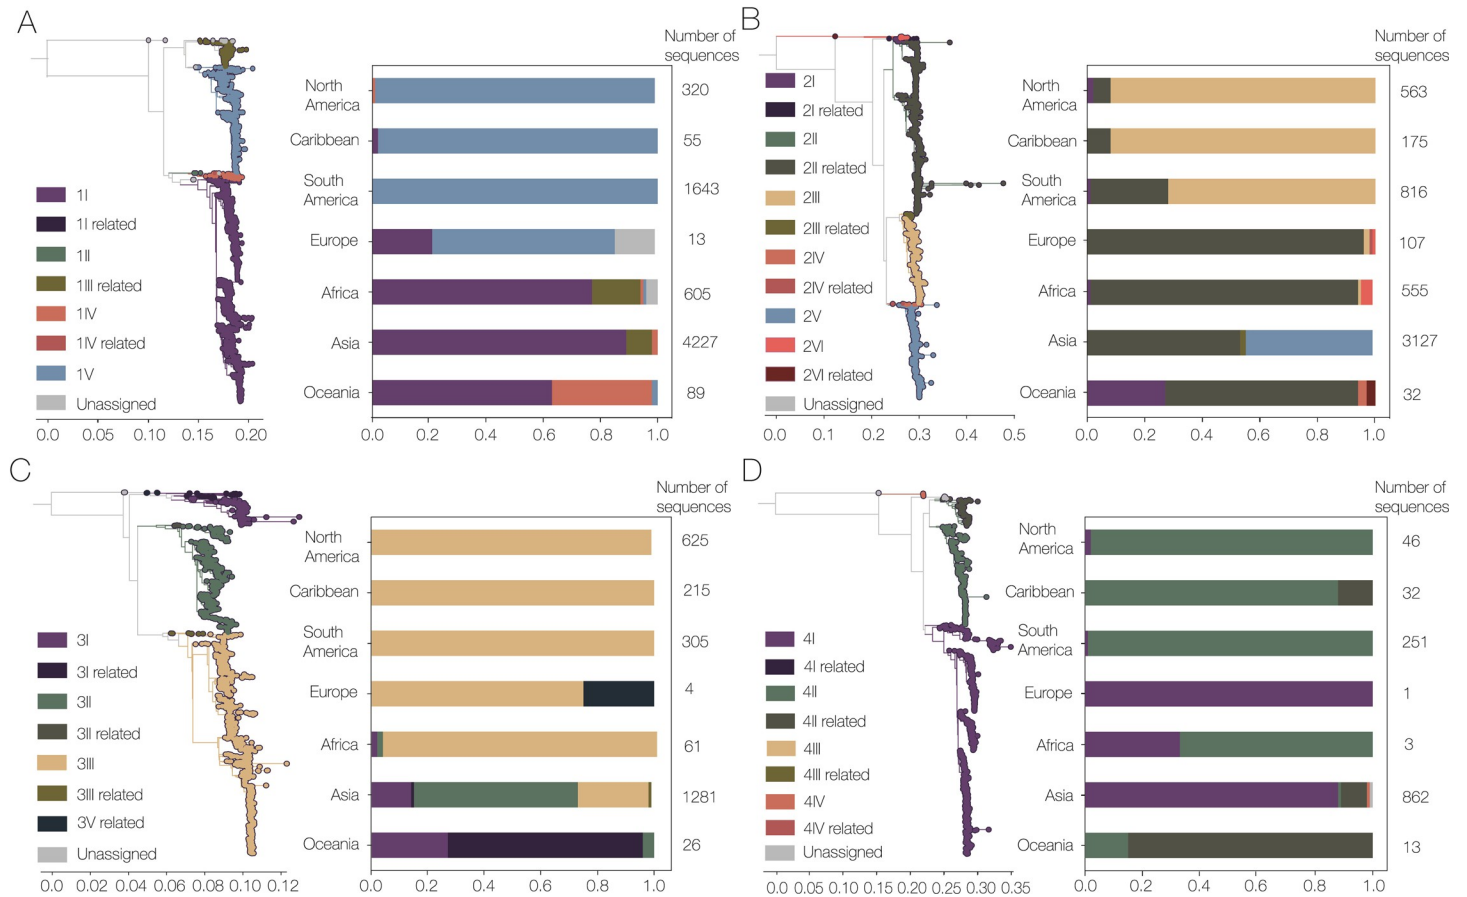 A
Number of
sequences
North
America
320
Caribbean
55
South
America
1643
Europe
13
Africa
605
Asia
4227
Oceania
89
1I
1I related
1II
1III related
1IV
1IV related
1V
Unassigned
0.0 0.05 0.10 0.15 0.20
0.0 0.2 0.4 0.6 0.8 1.0
B
Number of
sequences
2I
2I related
2II
2II related
2III
2III related
2IV
2IV related
2V
2VI
2VI related
Unassigned
North
America
563
Caribbean
175
South
America
816
Europe
107
Africa
555
Asia
3127
Oceania
32
0.0 0.1 0.2 0.3 0.4 0.5
0.0 0.2 0.4 0.6 0.8 1.0
C
Number of
sequences
North
America
625
Caribbean
215
South
America
305
Europe
4
Africa
61
Asia
1281
Oceania
26
3I
3I related
3II
3II related
3III
3III related
3V related
Unassigned
0.0 0.02 0.04 0.06 0.08 0.10 0.12
0.0 0.2 0.4 0.6 0.8 1.0
D
Number of
sequences
North
America
46
Caribbean
32
South
America
251
Europe
1
Africa
3
Asia
862
Oceania
13
4I
4I related
4II
4II related
4III
4III related
4IV
4IV related
Unassigned
0.0 0.05 0.10 0.15 0.20 0.25 0.30 0.35
0.0 0.2 0.4 0.6 0.8 1.0